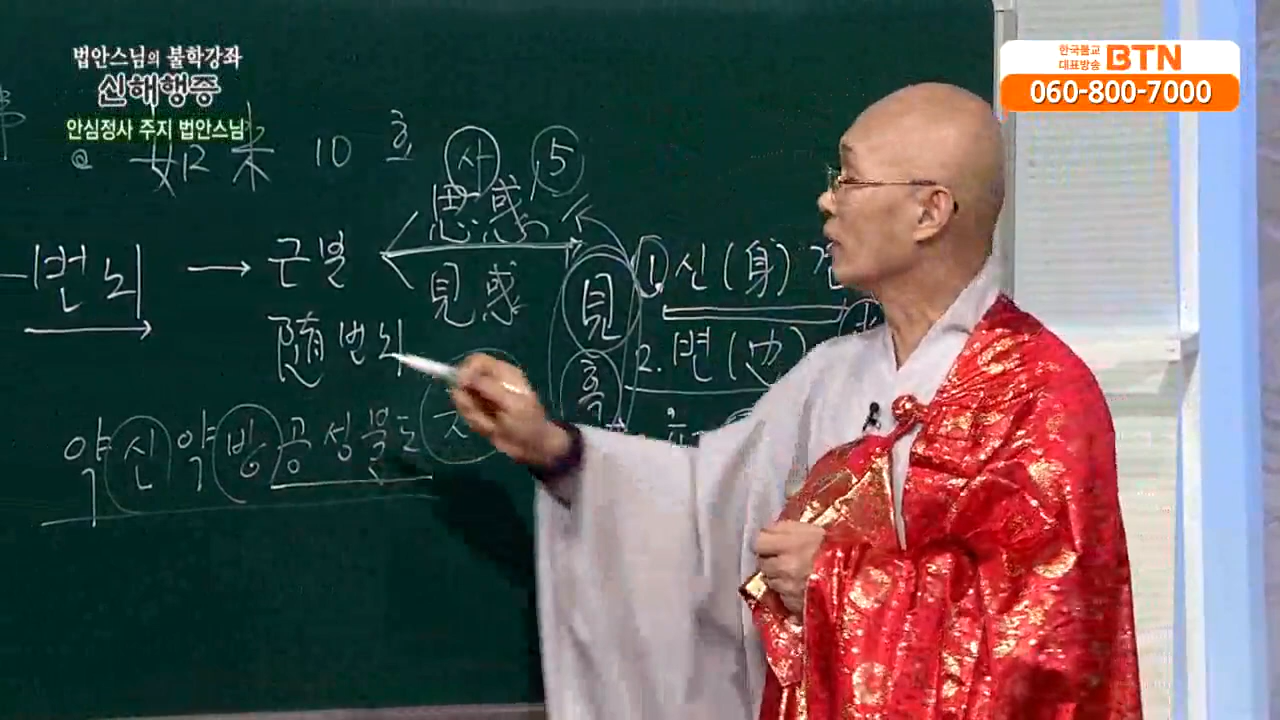 법안스님의 불학강좌
신해행증
안심정사 주지 법안스님
한국불교
대표방송 BTN
060-800-7000
@ 如來 10 호
사 5
思惑
번뇌 → 근본
見惑
隨번뇌
見
혹
1. 신(身)
2. 변(边)
약신약방공성불도